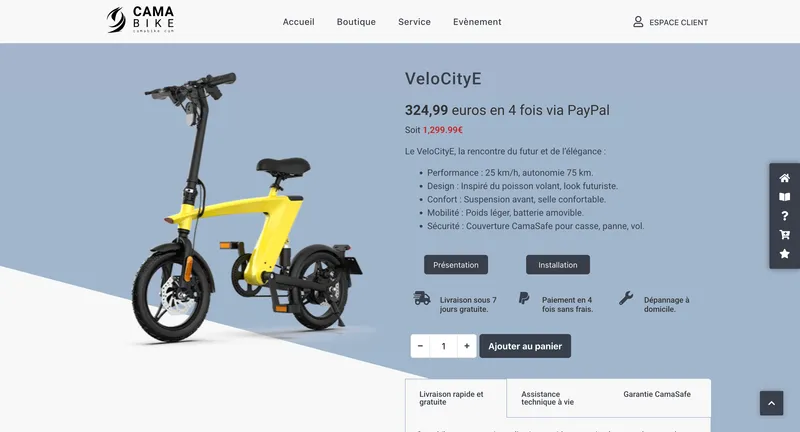 CAMA
BIKE
camabike.com
Accueil
Boutique
Service
Evènement
ESPACE CLIENT
VeloCityE
324,99 euros en 4 fois via PayPal
Soit 1,299.99€
Le VeloCityE, la rencontre du futur et de l'élégance :
Performance : 25 km/h, autonomie 75 km.
Design : Inspiré du poisson volant, look futuriste.
Confort : Suspension avant, selle confortable.
Mobilité : Poids léger, batterie amovible.
Sécurité : Couverture CamaSafe pour casse, panne, vol.
Présentation
Installation
Livraison sous 7
jours gratuite.
Paiement en 4
fois sans frais.
Dépannage à
domicile.
− 1 +
Ajouter au panier
Livraison rapide et
gratuite
Assistance
technique à vie
Garantie CamaSafe